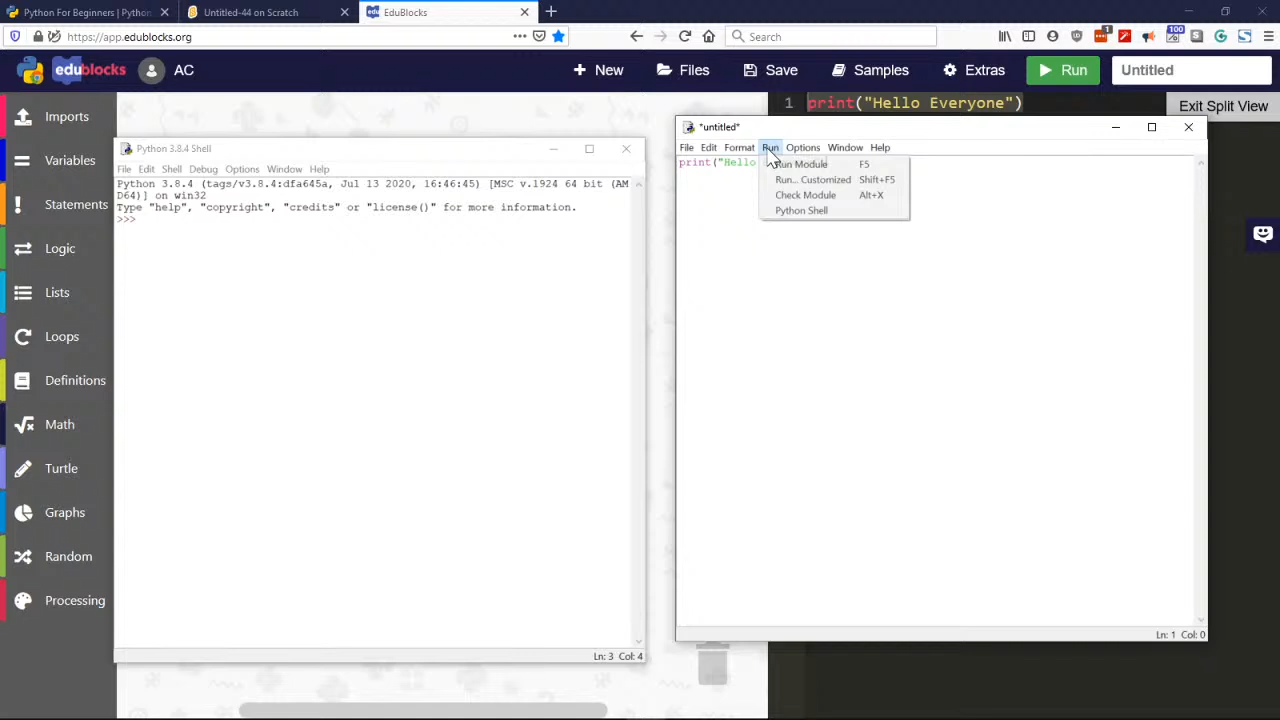 Python For Beginners | Python
Untitled-44 on Scratch
EduBlocks
https://app.edublocks.org
Search
1
100
edublocks
AC
New
Files
Save
Samples
Extras
Run
Untitled
Imports
Variables
Statements
Logic
Lists
Loops
Definitions
Math
Turtle
Graphs
Random
Processing
1 print("Hello Everyone")
Exit Split View
Python 3.8.4 Shell
File Edit Shell Debug Options Window Help
Python 3.8.4 (tags/v3.8.4:dfa645a, Jul 13 2020, 16:46:45) [MSC v.1924 64 bit (AM
D64)] on win32
Type "help", "copyright", "credits" or "license()" for more information.
>>>
Ln: 3 Col: 4
*untitled*
File Edit Format Run Options Window Help
print("Hello
Run Module F5
Run... Customized Shift+F5
Check Module Alt+X
Python Shell
Ln: 1 Col: 0